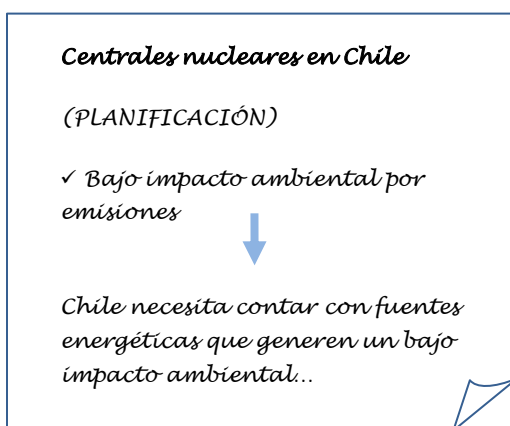 Centrales nucleares en Chile
(PLANIFICACIÓN)
✓ Bajo impacto ambiental por
emisiones
Chile necesita contar con fuentes
energéticas que generen un bajo
impacto ambiental...